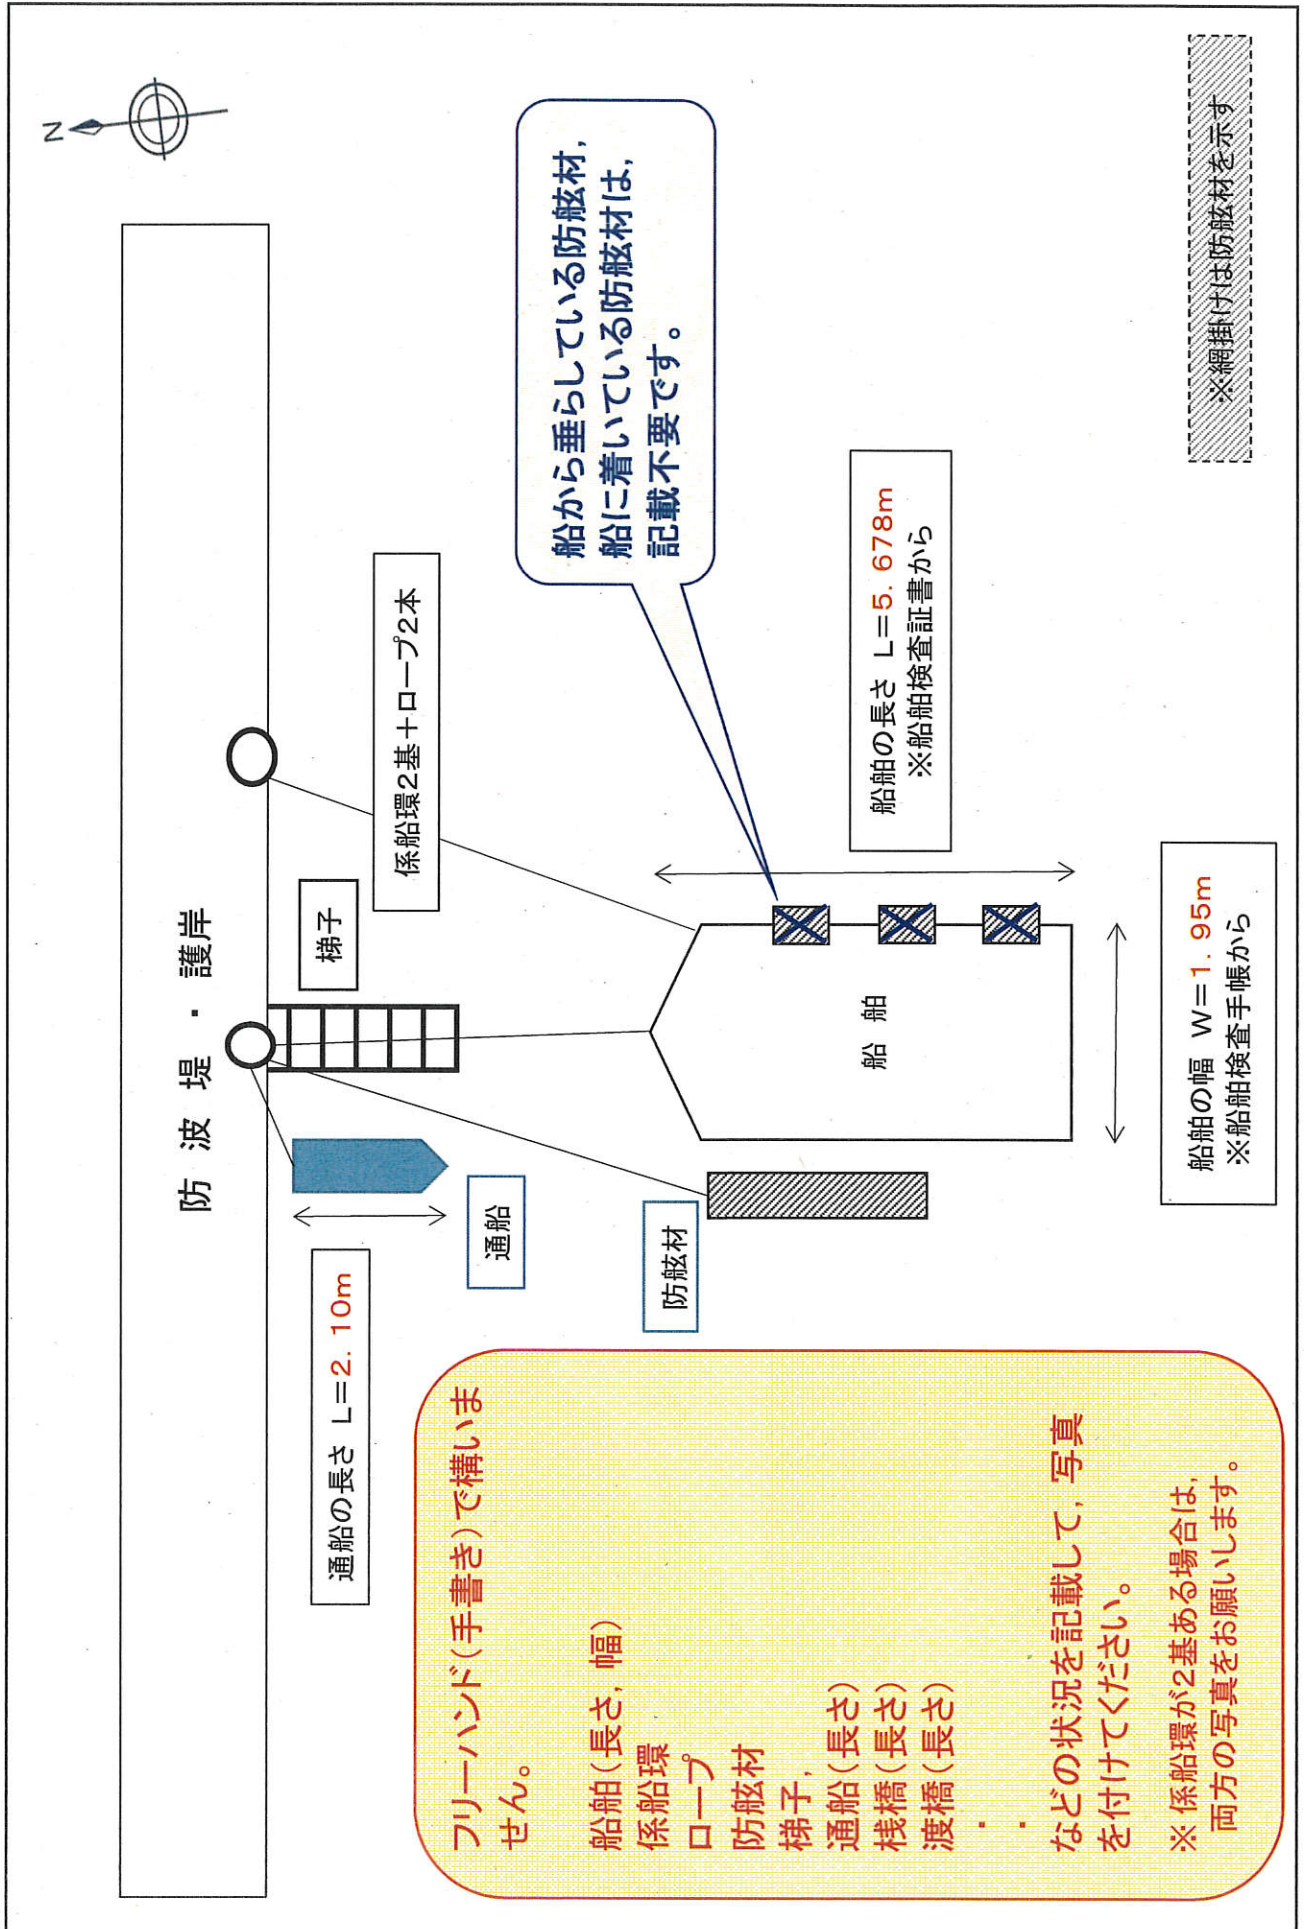 N
防 波 堤 ・ 護岸
梯子
係船環2基＋ロープ2本
船から垂らしている防舷材,
船に着いている防舷材は,
記載不要です。
通船の長さ L=2. 10m
通船
防舷材
船 舶
船舶の長さ L=5. 678m
※船舶検査証書から
船舶の幅 W=1. 95m
※船舶検査手帳から
※網掛けは防舷材を示す
フリーハンド(手書き)で構いま
せん。
船舶(長さ, 幅)
係船環
ロープ
防舷材
梯子,
通船(長さ)
桟橋(長さ)
渡橋(長さ)
・
・
などの状況を記載して, 写真
を付けてください。
※ 係船環が2基ある場合は,
両方の写真をお願いします。